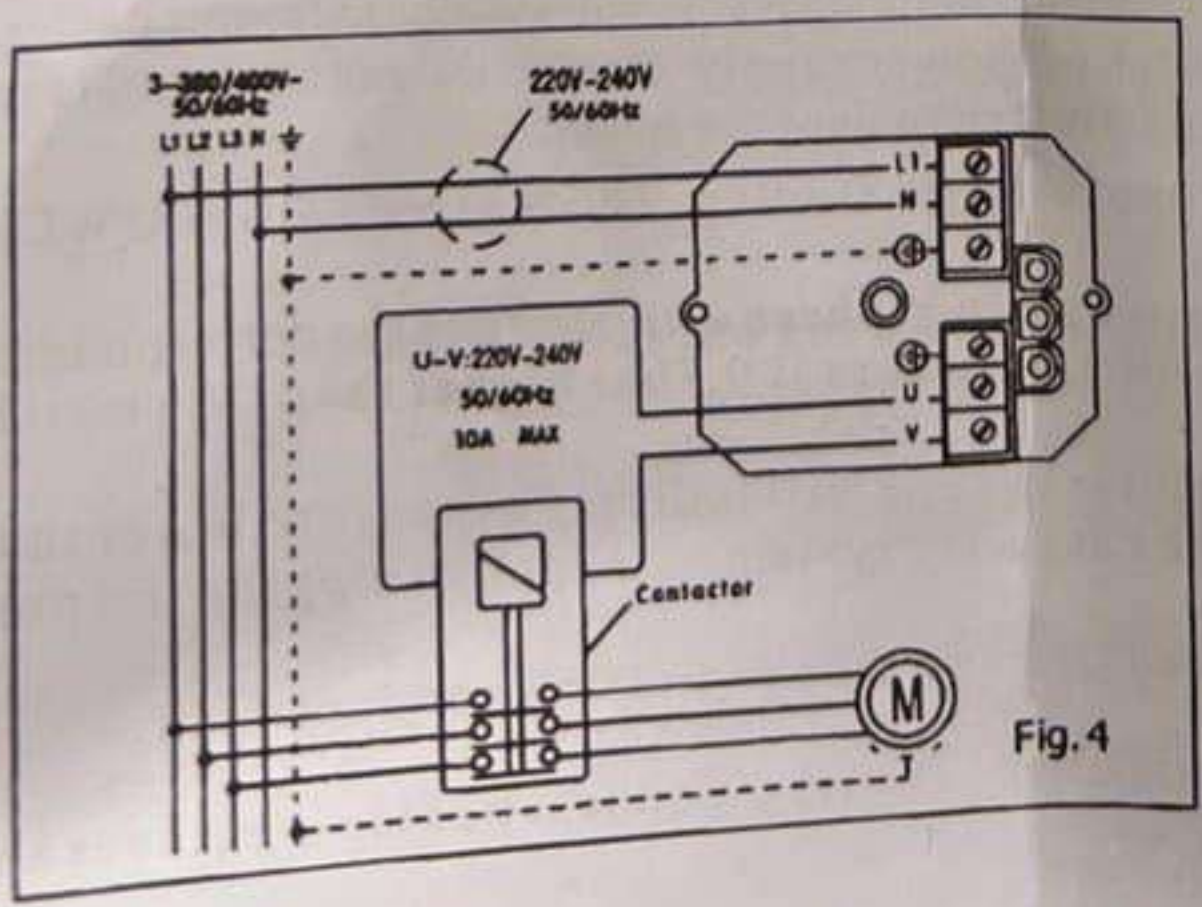 3~380/400V~
50/60Hz
L1 L2 L3 N
220V-240V
50/60Hz
L1
N
U-V:220V-240V
50/60Hz
10A MAX
U
V
Contactor
M
Fig.4